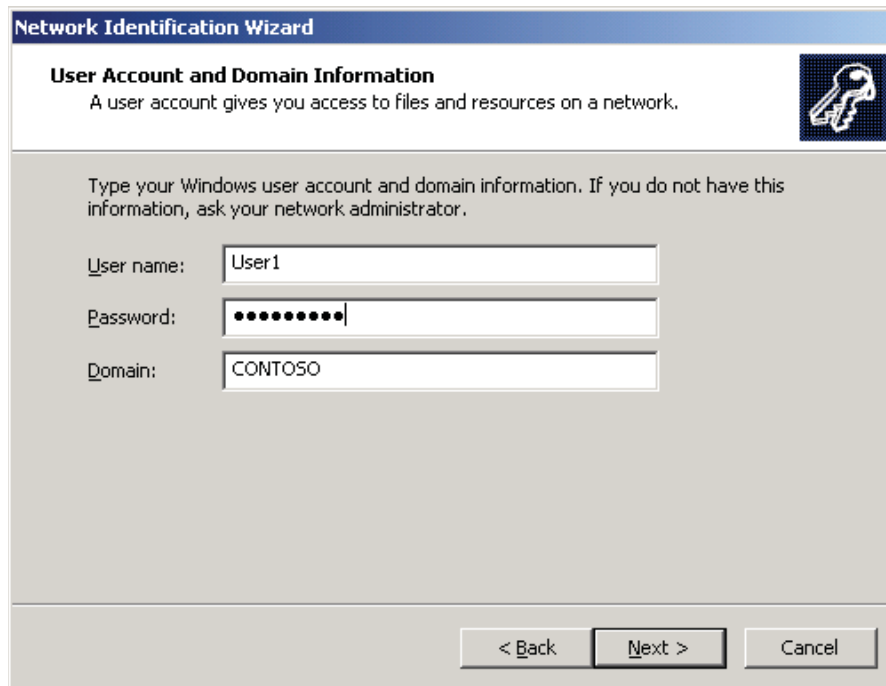 Network Identification Wizard
User Account and Domain Information
A user account gives you access to files and resources on a network.
Type your Windows user account and domain information. If you do not have this
information, ask your network administrator.
User name: User1
Password: ●●●●●●●●●
Domain: CONTOSO
< Back Next > Cancel